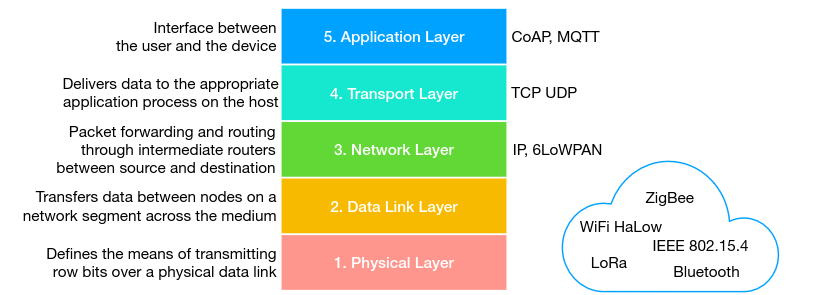 Interface between
the user and the device
5. Application Layer
CoAP, MQTT
Delivers data to the appropriate
application process on the host
4. Transport Layer
TCP UDP
Packet forwarding and routing
through intermediate routers
between source and destination
3. Network Layer
IP, 6LoWPAN
Transfers data between nodes on a
network segment across the medium
2. Data Link Layer
Defines the means of transmitting
row bits over a physical data link
1. Physical Layer
ZigBee
WiFi HaLow
IEEE 802.15.4
LoRa
Bluetooth